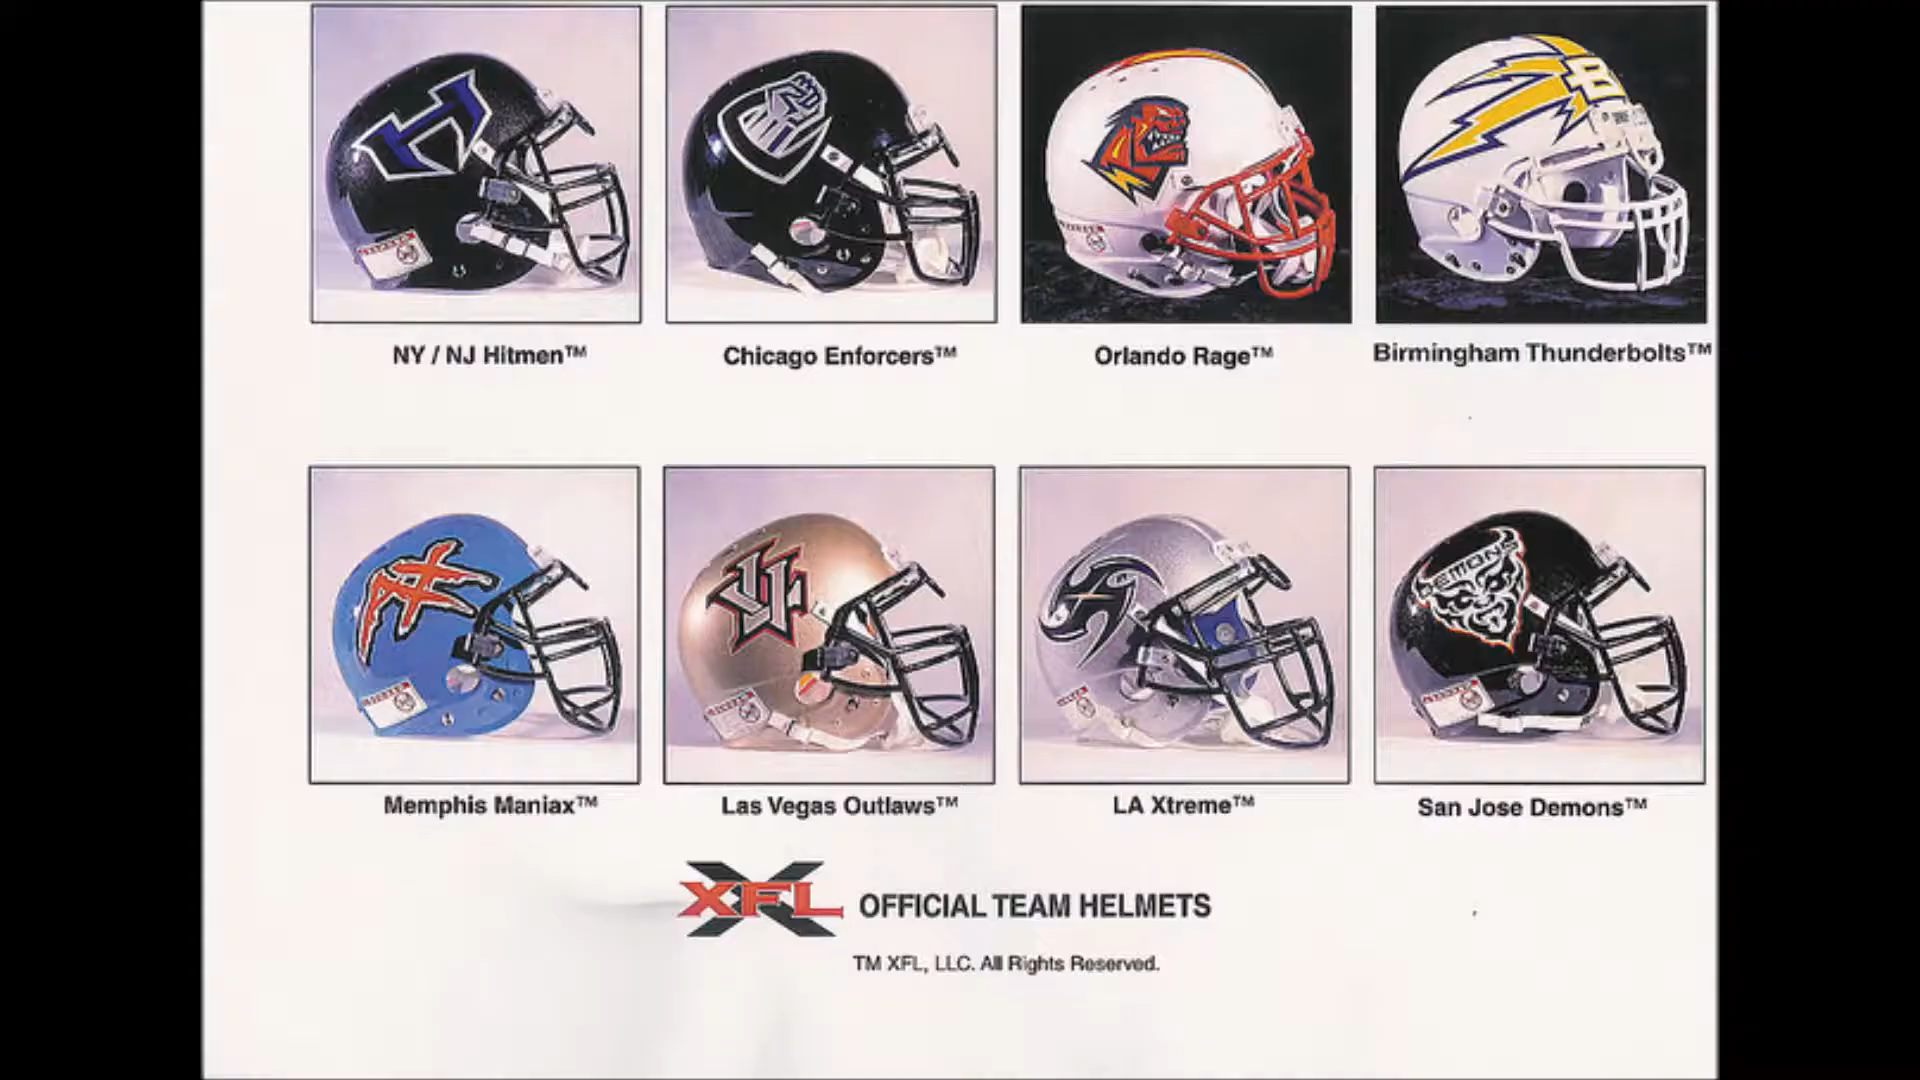 NY / NJ Hitmen™
Chicago Enforcers™
Orlando Rage™
Birmingham Thunderbolts™
B
DEMONS
Memphis Maniax™
Las Vegas Outlaws™
LA Xtreme™
San Jose Demons™
XFL OFFICIAL TEAM HELMETS
TM XFL, LLC. All Rights Reserved.